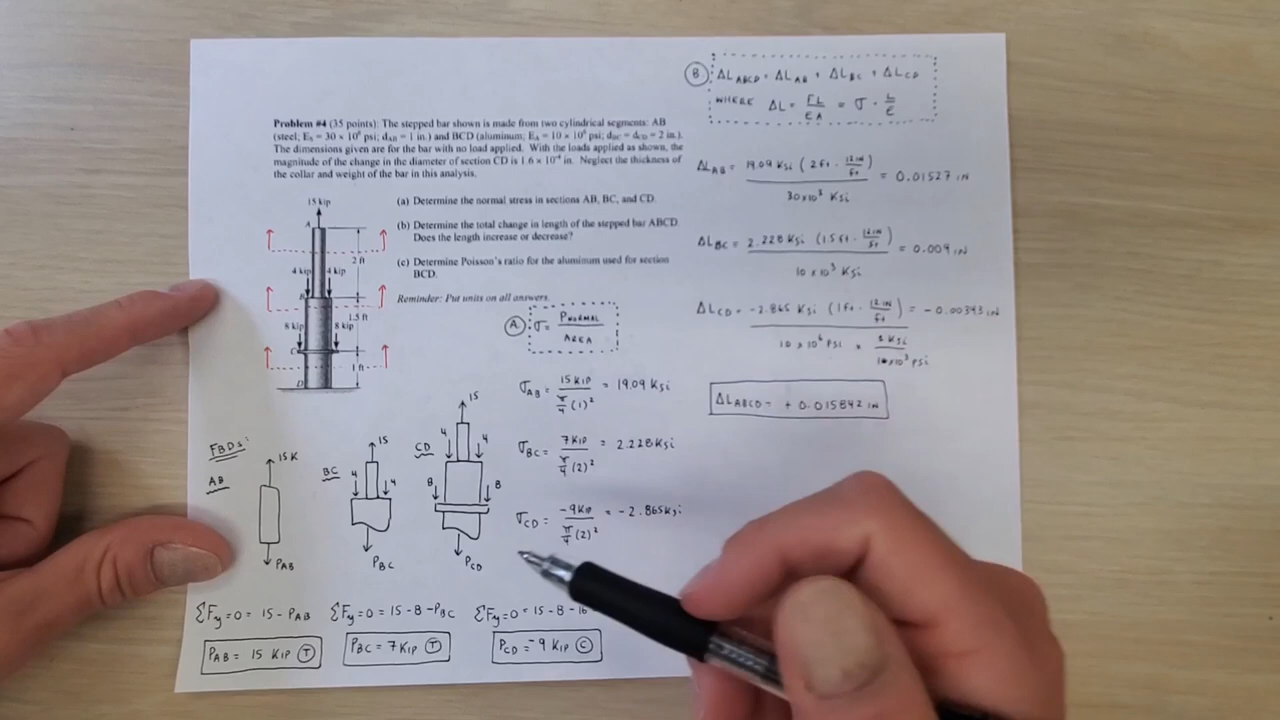 Problem #4 (35 points): The stepped bar shown is made from two cylindrical segments: AB
(steel; Es = 30 × 10⁶ psi; dAB = 1 in.) and BCD (aluminum; EA = 10 × 10⁶ psi; dBC = dCD = 2 in.).
The dimensions given are for the bar with no load applied. With the loads applied as shown, the
magnitude of the change in the diameter of section CD is 1.6 × 10⁻⁴ in. Neglect the thickness of
the collar and weight of the bar in this analysis.
(a) Determine the normal stress in sections AB, BC, and CD.
(b) Determine the total change in length of the stepped bar ABCD.
Does the length increase or decrease?
(c) Determine Poisson's ratio for the aluminum used for section
BCD.
Reminder: Put units on all answers.
15 kip
A
2 ft
4 kip
4 kip
B
1.5 ft
8 kip
8 kip
C
1 ft
D
FBDs:
AB
15 K
PAB
BC
15
4
4
PBC
CD
15
4
4
8
8
PCD
ΣFy=0= 15 - PAB
PAB = 15 KIP (T)
ΣFy=0= 15 - 8 - PBC
PBC = 7 KIP (T)
ΣFy=0= 15 - 8 - 16
PCD = -9 KIP (C)
A. σ = PNORMAL / AREA
σAB = 15 KIP / π/4 (1)² = 19.09 Ksi
σBC = 7 KIP / π/4 (2)² = 2.228 Ksi
σCD = -9 KIP / π/4 (2)² = -2.865 Ksi
B. ΔLABCD = ΔLAB + ΔLBC + ΔLCD
WHERE ΔL = FL / EA = σ · L / E
ΔLAB = 19.09 Ksi (2 ft · 12 IN / ft) / 30×10³ Ksi = 0.01527 IN
ΔLBC = 2.228 Ksi (1.5 ft · 12 IN / ft) / 10×10³ Ksi = 0.004 IN
ΔLCD = -2.865 Ksi (1 ft · 12 IN / ft) / 10×10⁶ PSI × 1 Ksi / 10³ PSI = -0.00343 IN
ΔLABCD = + 0.015842 IN